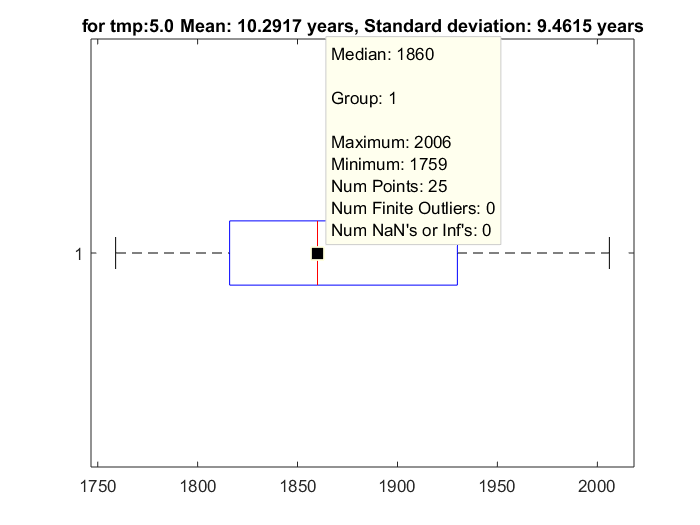 for tmp:5.0 Mean: 10.2917 years, Standard deviation: 9.4615 years
Median: 1860
Group: 1
Maximum: 2006
Minimum: 1759
Num Points: 25
Num Finite Outliers: 0
Num NaN's or Inf's: 0
1
1750 1800 1850 1900 1950 2000